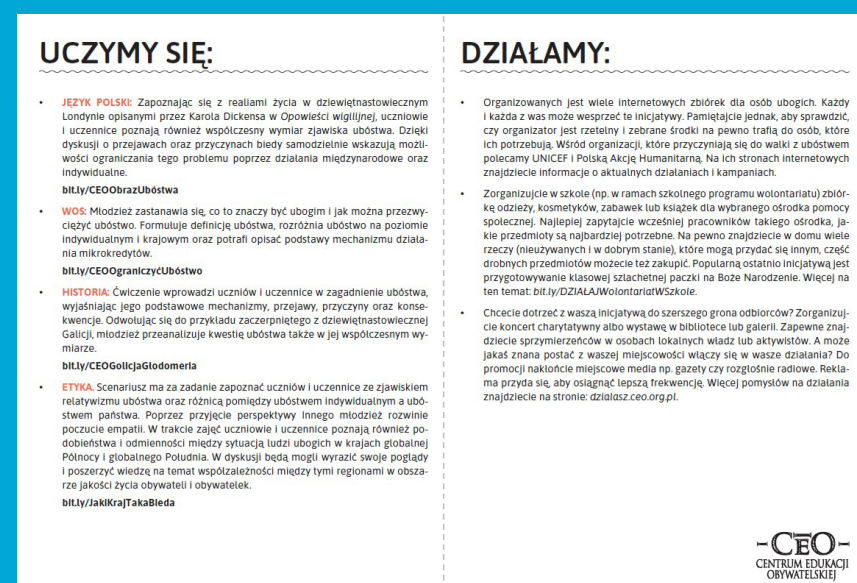 UCZYMY SIĘ:
• JĘZYK POLSKI: Zapoznając się z realiami życia w dziewiętnastowiecznym
Londynie opisanymi przez Karola Dickensa w Opowieści wigilijnej, uczniowie
i uczennice poznają również współczesny wymiar zjawiska ubóstwa. Dzięki
dyskusji o przejawach oraz przyczynach biedy samodzielnie wskazują możli-
wości ograniczania tego problemu poprzez działania międzynarodowe oraz
indywidualne.
bit.ly/CEOObrazUbóstwa
• WOS: Młodzież zastanawia się, co to znaczy być ubogim i jak można przezwy-
ciężyć ubóstwo. Formułuje definicję ubóstwa, rozróżnia ubóstwo na poziomie
indywidualnym i krajowym oraz potrafi opisać podstawy mechanizmu działa-
nia mikrokredytów.
bit.ly/CEOOgraniczyćUbóstwo
• HISTORIA: Ćwiczenie wprowadzi uczniów i uczennice w zagadnienie ubóstwa,
wyjaśniając jego podstawowe mechanizmy, przejawy, przyczyny oraz konse-
kwencje. Odwołując się do przykładu zaczerpniętego z dziewiętnastowiecznej
Galicji, młodzież przeanalizuje kwestię ubóstwa także w jej współczesnym wy-
miarze.
bit.ly/CEOGolicjaGlodomeria
• ETYKA. Scenariusz ma za zadanie zapoznać uczniów i uczennice ze zjawiskiem
relatywizmu ubóstwa oraz różnicą pomiędzy ubóstwem indywidualnym a ubó-
stwem państwa. Poprzez przyjęcie perspektywy Innego młodzież rozwinie
poczucie empatii. W trakcie zajęć uczniowie i uczennice poznają również po-
dobieństwa i odmienności między sytuacją ludzi ubogich w krajach globalnej
Północy i globalnego Południa. W dyskusji będą mogli wyrazić swoje poglądy
i poszerzyć wiedzę na temat współzależności między tymi regionami w obsza-
rze jakości życia obywateli i obywatelek.
bit.ly/JakiKrajTakaBieda
DZIAŁAMY:
• Organizowanych jest wiele internetowych zbiórek dla osób ubogich. Każdy
i każda z was może wesprzeć te inicjatywy. Pamiętajcie jednak, aby sprawdzić,
czy organizator jest rzetelny i zebrane środki na pewno trafią do osób, które
ich potrzebują. Wśród organizacji, które przyczyniają się do walki z ubóstwem
polecamy UNICEF i Polską Akcję Humanitarną. Na ich stronach internetowych
znajdziecie informacje o aktualnych działaniach i kampaniach.
• Zorganizujcie w szkole (np. w ramach szkolnego programu wolontariatu) zbiór-
kę odzieży, kosmetyków, zabawek lub książek dla wybranego ośrodka pomocy
społecznej. Najlepiej zapytajcie wcześniej pracowników takiego ośrodka, ja-
kie przedmioty są najbardziej potrzebne. Na pewno znajdziecie w domu wiele
rzeczy (nieużywanych i w dobrym stanie), które mogą przydać się innym, część
drobnych przedmiotów możecie też zakupić. Popularną ostatnio inicjatywą jest
przygotowywanie klasowej szlachetnej paczki na Boże Narodzenie. Więcej na
ten temat: bit.ly/DZIAŁAJWolontariatWSzkole.
• Chcecie dotrzeć z waszą inicjatywą do szerszego grona odbiorców? Zorganizuj-
cie koncert charytatywny albo wystawę w bibliotece lub galerii. Zapewne znaj-
dziecie sprzymierzeńców w osobach lokalnych władz lub aktywistów. A może
jakaś znana postać z waszej miejscowości włączy się w wasze działania? Do
promocji nakłońcie miejscowe media np. gazety czy rozgłośnie radiowe. Rekla-
ma przyda się, aby osiągnąć lepszą frekwencję. Więcej pomysłów na działania
znajdziecie na stronie: dzialasz.ceo.org.pl.
CEO
CENTRUM EDUKACJI
OBYWATELSKIEJ